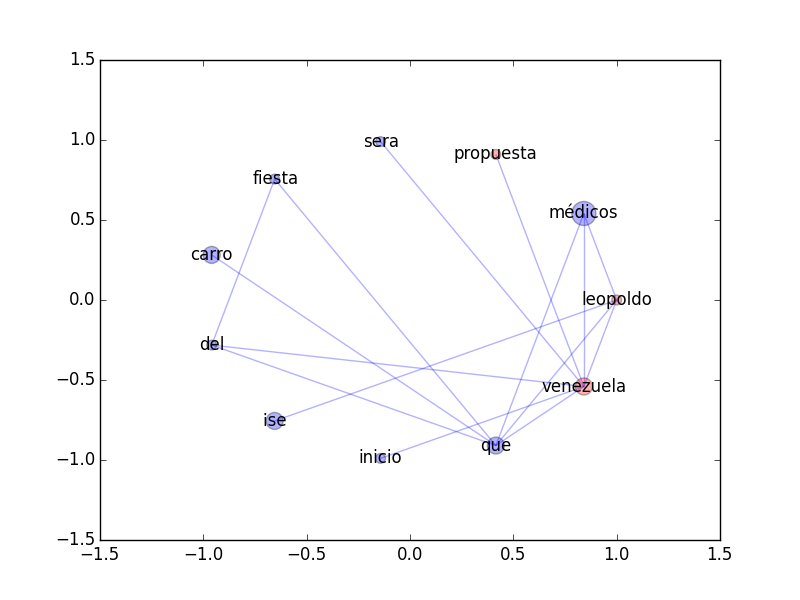 1.5
1.0
0.5
0.0
−0.5
−1.0
−1.5
sera
propuesta
fiesta
médicos
carro
leopoldo
del
venezuela
ise
que
inicio
−1.5
−1.0
−0.5
0.0
0.5
1.0
1.5